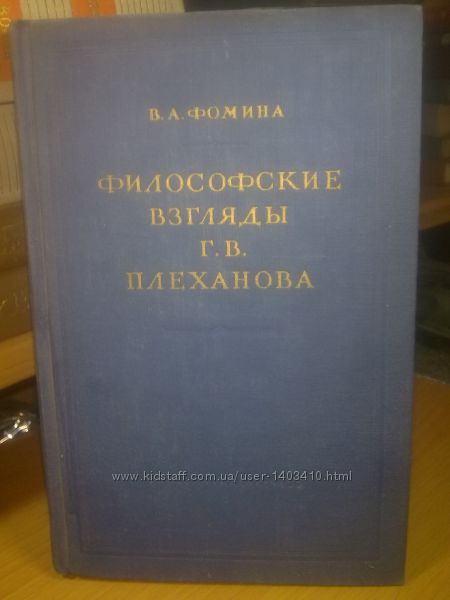 В. А. ФОМИНА
ФИЛОСОФСКИЕ
ВЗГЛЯДЫ
Г. В.
ПЛЕХАНОВА
www.kidstaff.com.ua/user-1403410.html